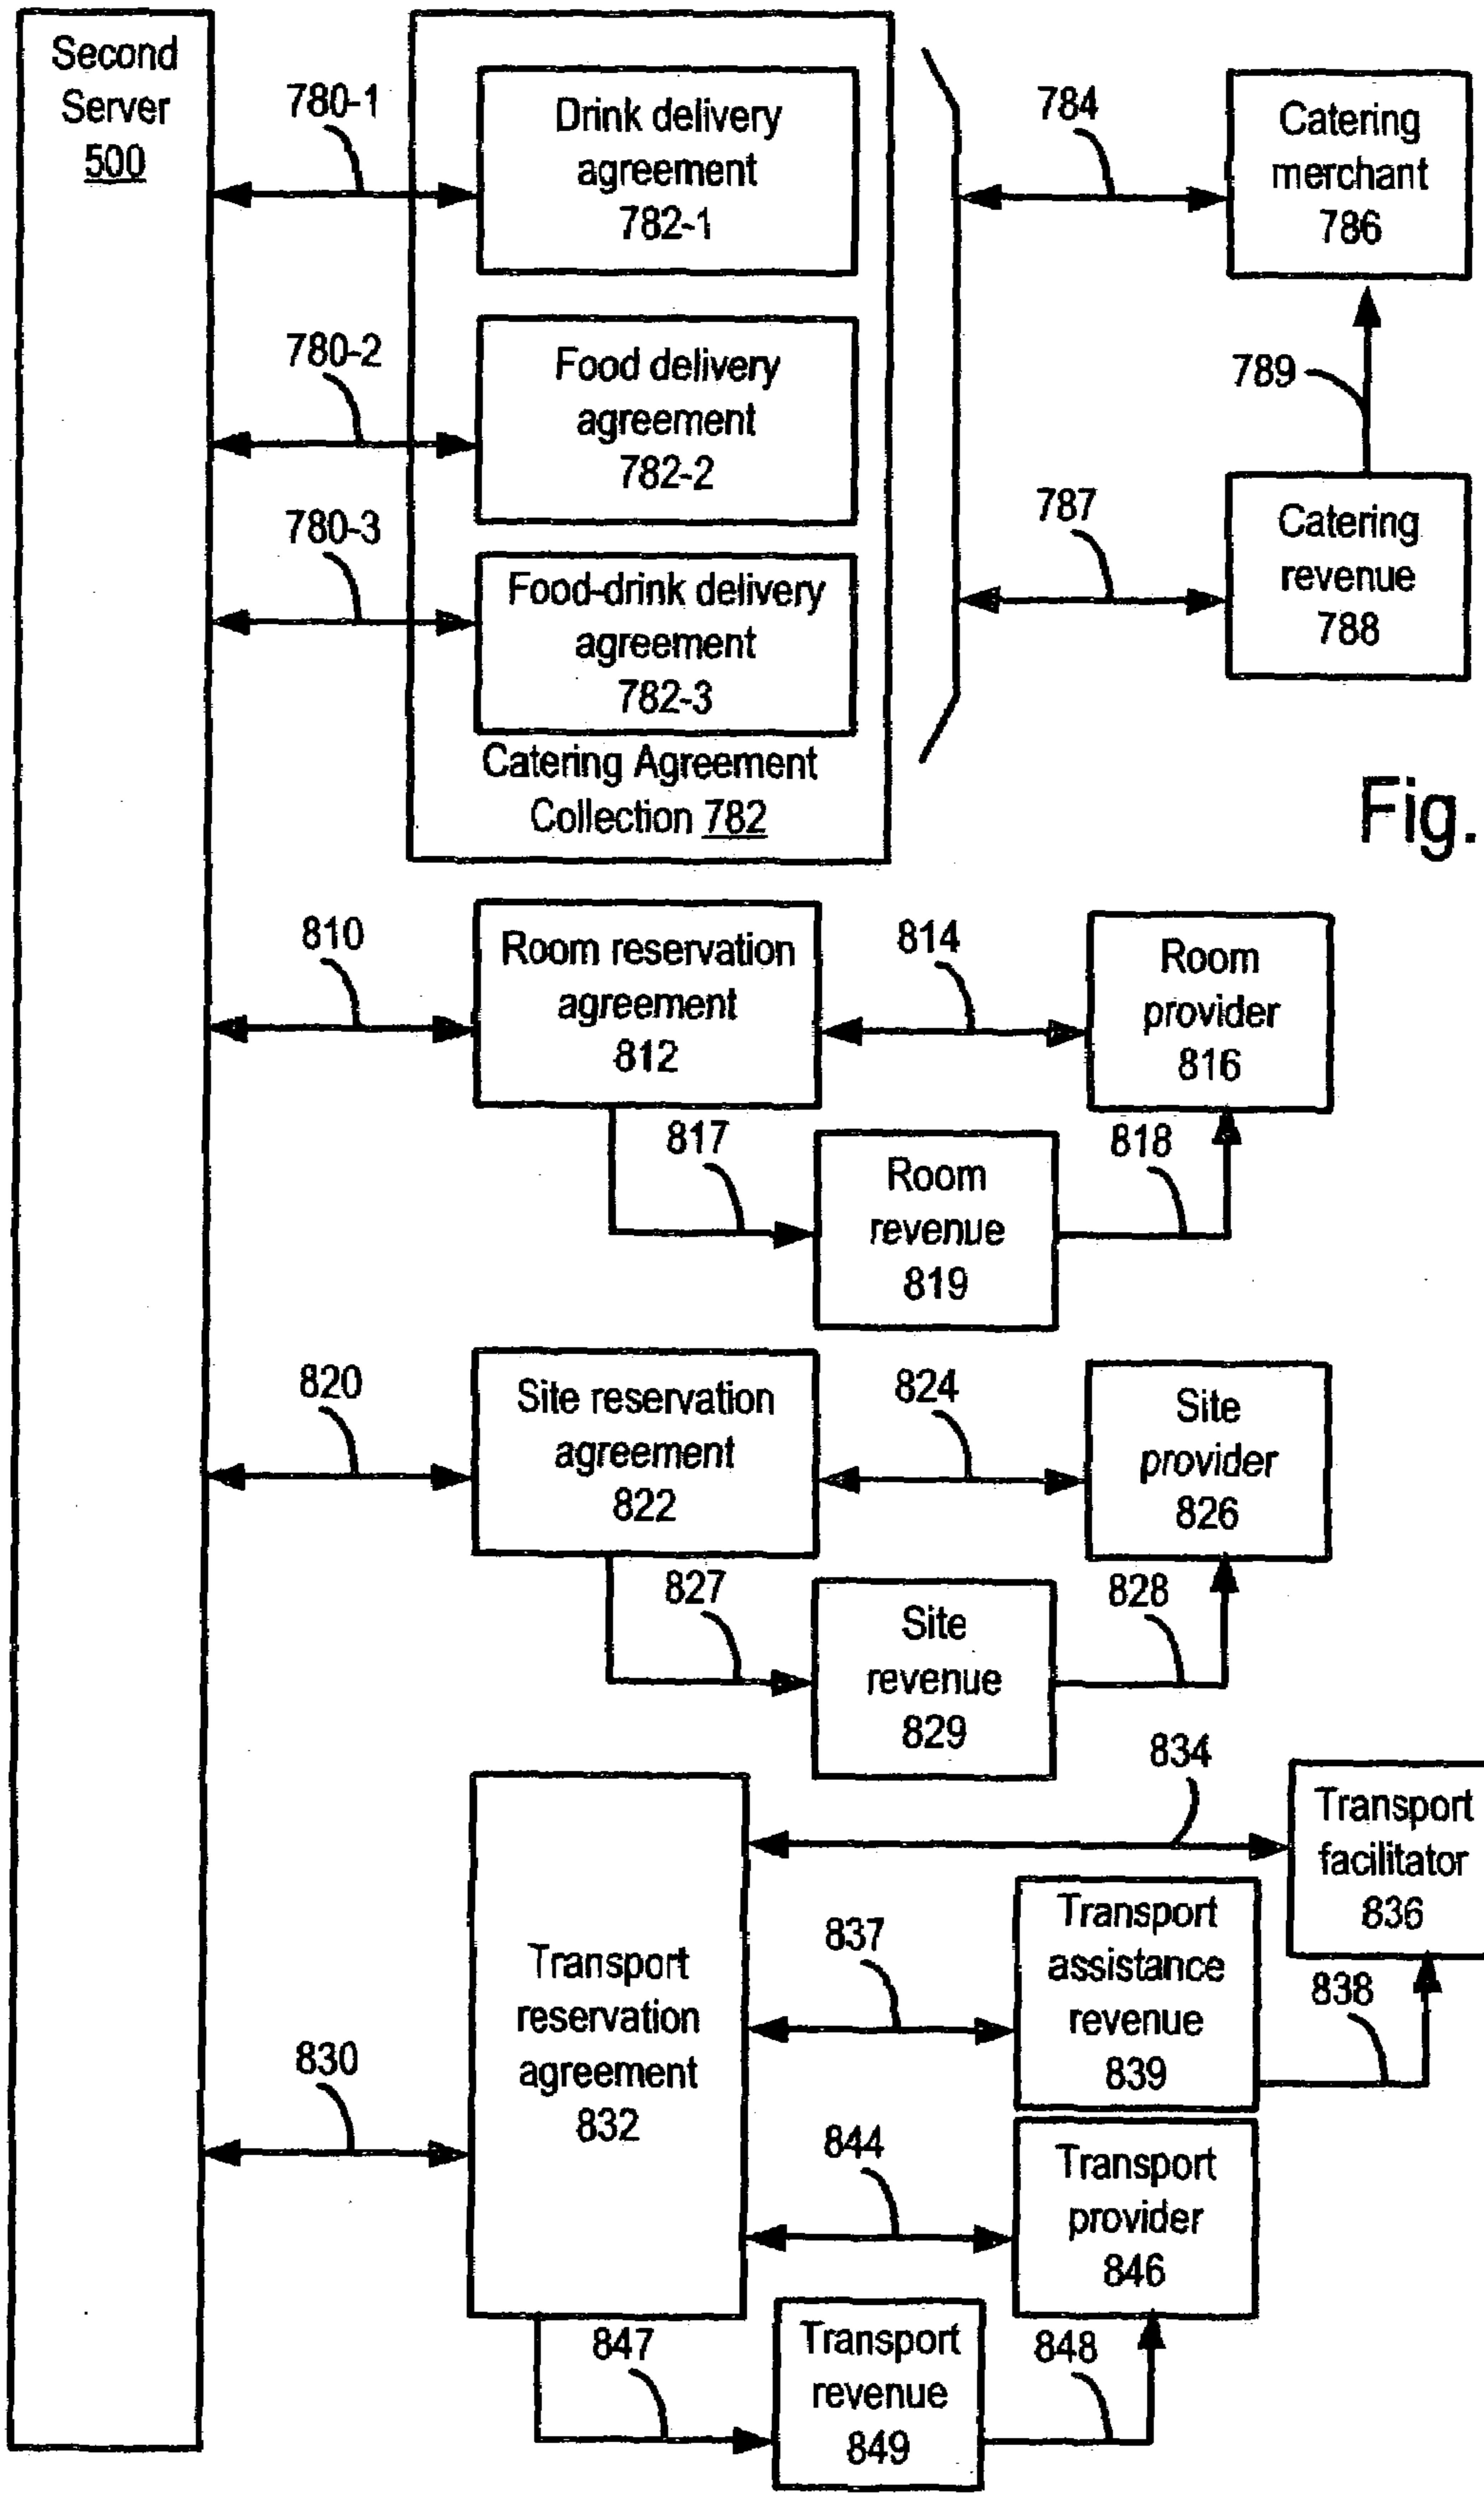 Second
Server
500
780-1
Drink delivery
agreement
782-1
784
Catering
merchant
786
780-2
Food delivery
agreement
782-2
789
780-3
Food-drink delivery
agreement
782-3
787
Catering
revenue
788
Catering Agreement
Collection 782
Fig.
810
Room reservation
agreement
812
814
Room
provider
816
817
Room
revenue
819
818
820
Site reservation
agreement
822
824
Site
provider
826
827
Site
revenue
829
828
834
Transport
facilitator
836
830
Transport
reservation
agreement
832
837
Transport
assistance
revenue
839
838
844
Transport
provider
846
847
Transport
revenue
849
848